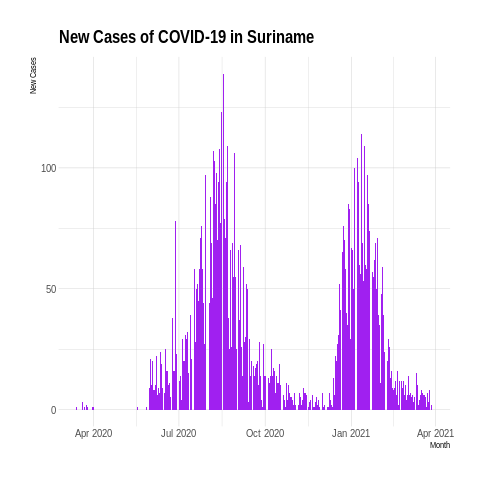 New Cases of COVID-19 in Suriname
New Cases
100
50
0
Apr 2020
Jul 2020
Oct 2020
Jan 2021
Apr 2021
Month